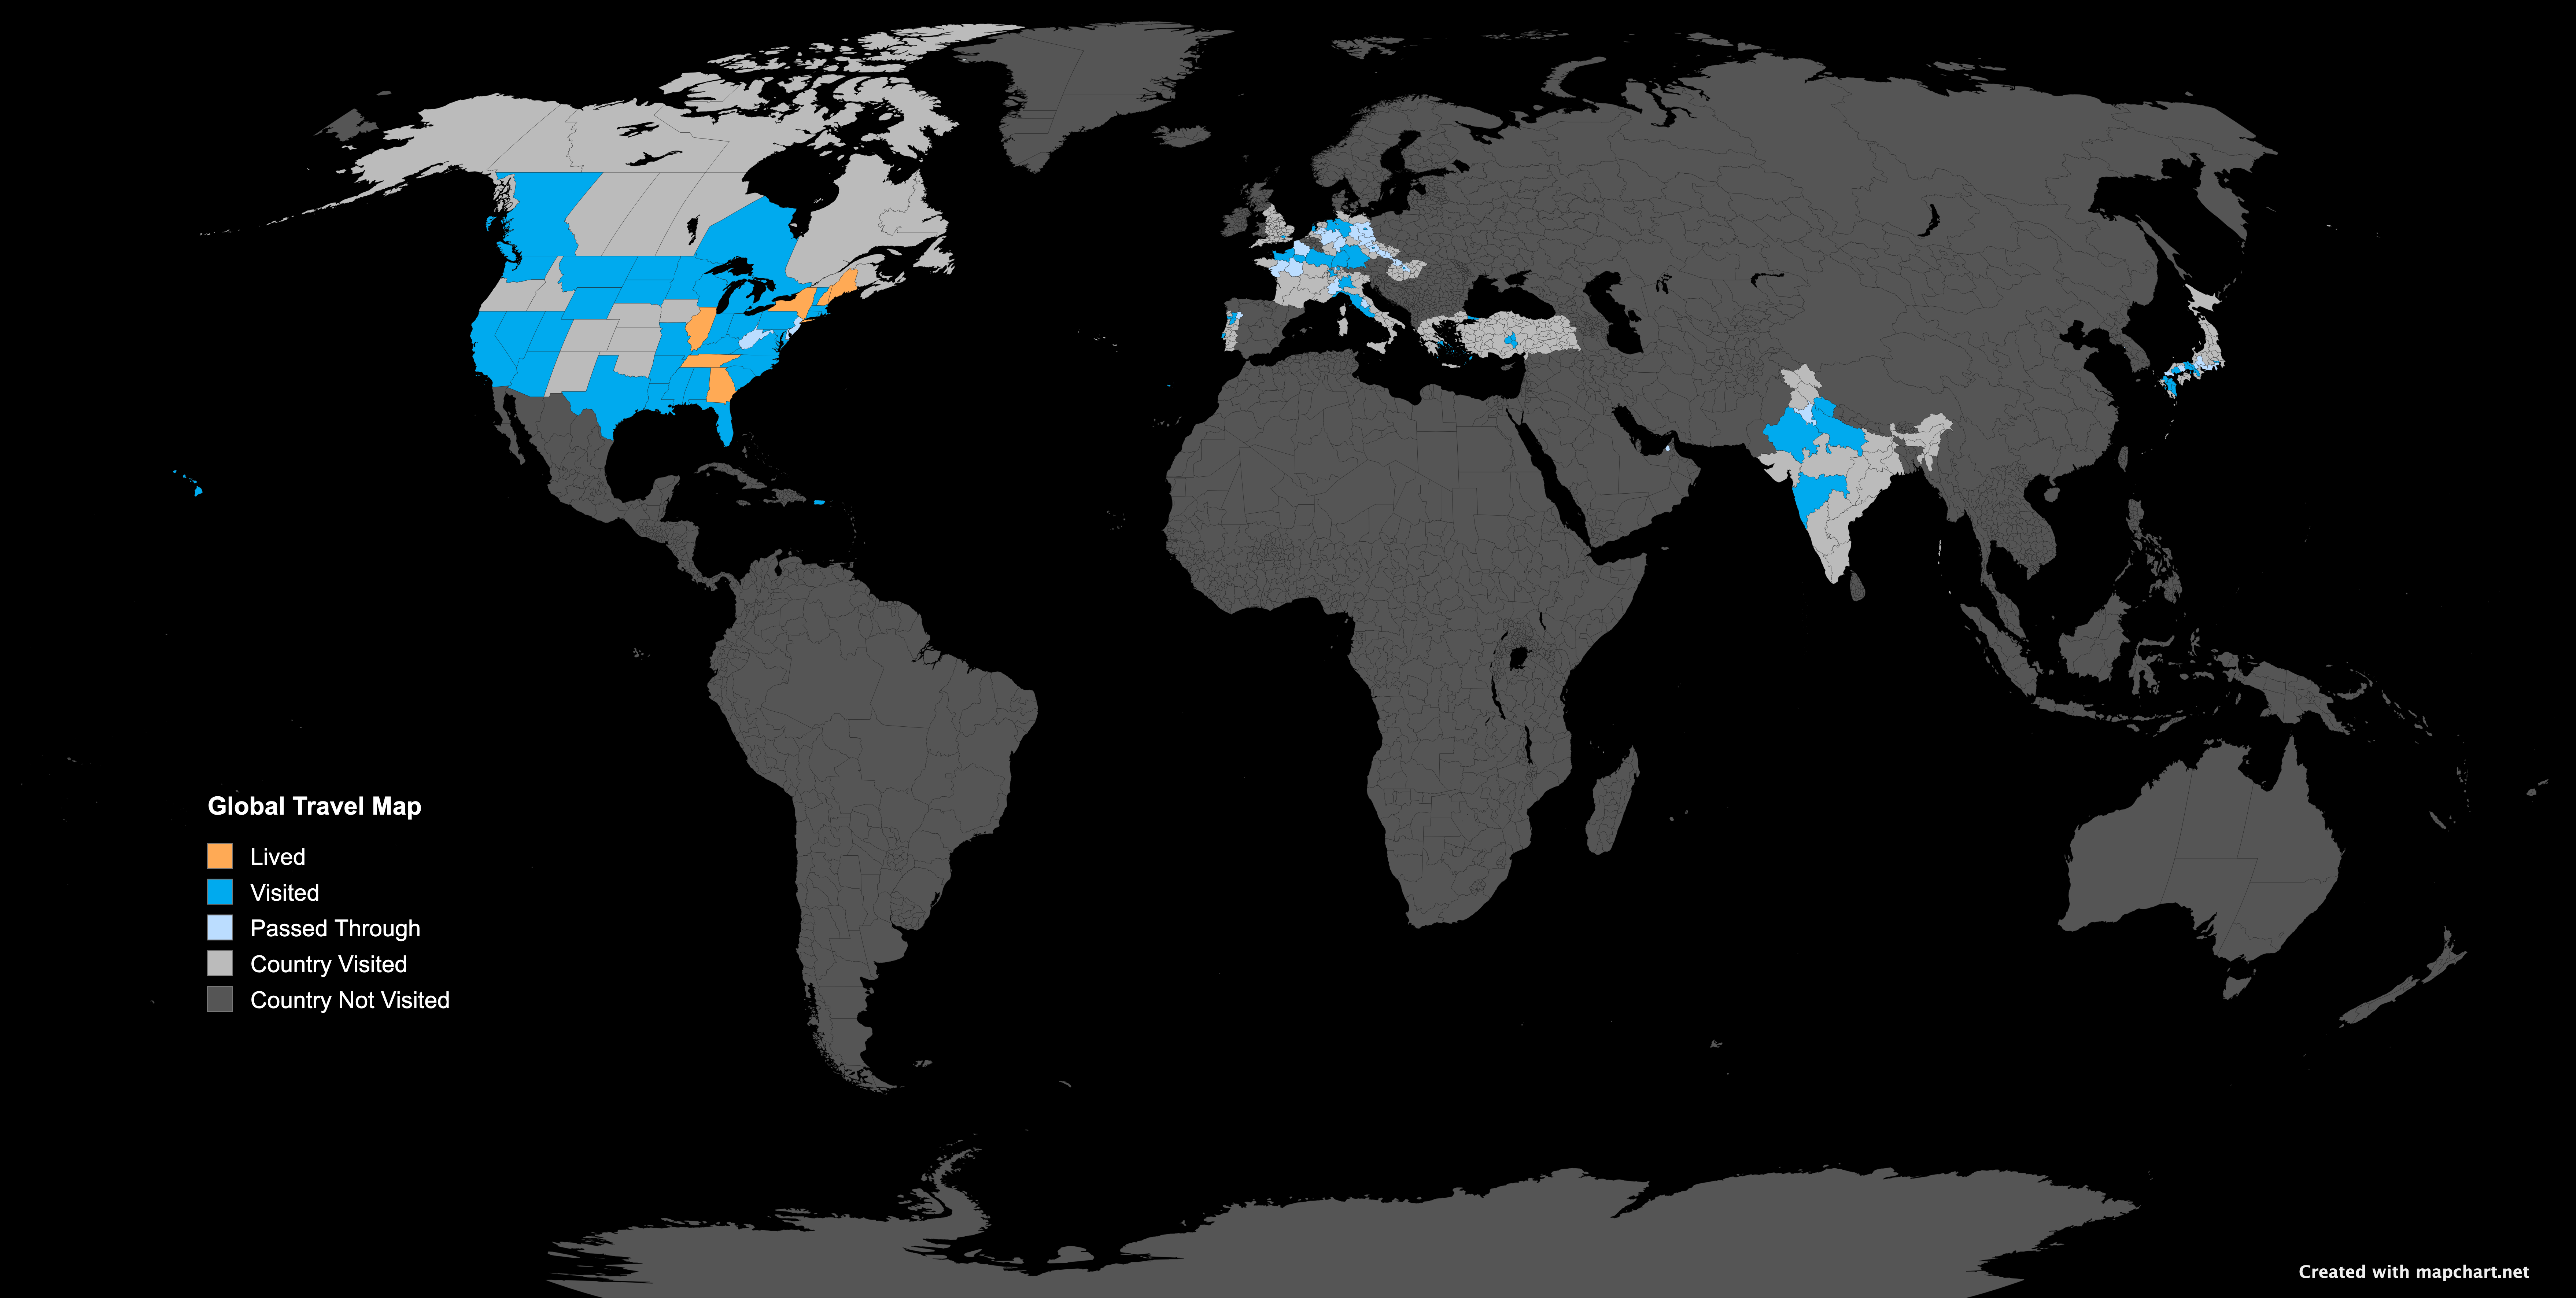 Global Travel Map
Lived
Visited
Passed Through
Country Visited
Country Not Visited
Created with mapchart.net